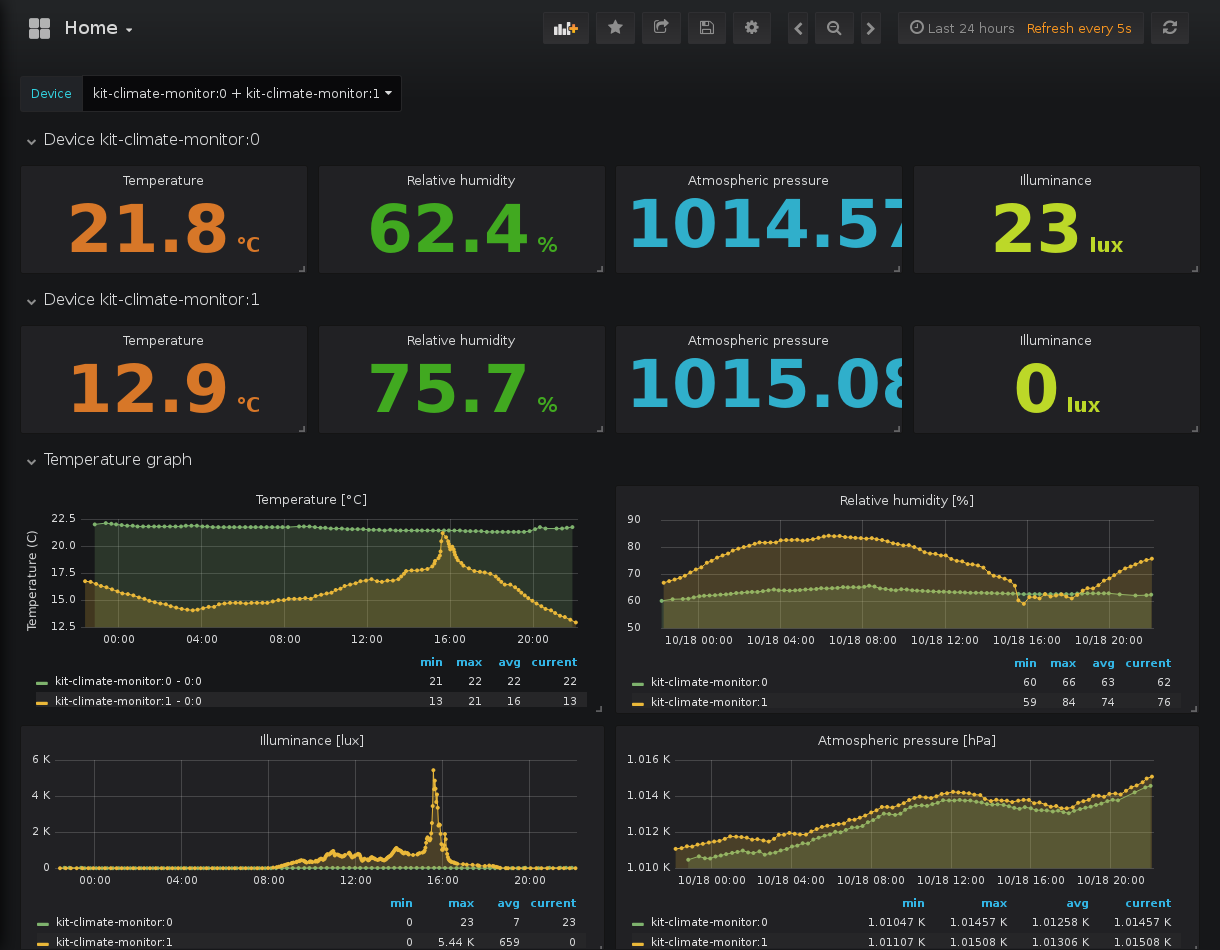 Home
Last 24 hours Refresh every 5s
Device kit-climate-monitor:0 + kit-climate-monitor:1
Device kit-climate-monitor:0
Temperature Relative humidity Atmospheric pressure Illuminance
21.8 °C 62.4 % 1014.57 23 lux
Device kit-climate-monitor:1
Temperature Relative humidity Atmospheric pressure Illuminance
12.9 °C 75.7 % 1015.08 0 lux
Temperature graph
Temperature [°C]
Temperature (C)
22.5
20.0
17.5
15.0
12.5
00:00 04:00 08:00 12:00 16:00 20:00
min max avg current
kit-climate-monitor:0 - 0:0 21 22 22 22
kit-climate-monitor:1 - 0:0 13 21 16 13
Relative humidity [%]
90
80
70
60
50
10/18 00:00 10/18 04:00 10/18 08:00 10/18 12:00 10/18 16:00 10/18 20:00
min max avg current
kit-climate-monitor:0 60 66 63 62
kit-climate-monitor:1 59 84 74 76
Illuminance [lux]
6 K
4 K
2 K
0
00:00 04:00 08:00 12:00 16:00 20:00
min max avg current
kit-climate-monitor:0 0 23 7 23
kit-climate-monitor:1 0 5.44 K 659 0
Atmospheric pressure [hPa]
1.016 K
1.014 K
1.012 K
1.010 K
10/18 00:00 10/18 04:00 10/18 08:00 10/18 12:00 10/18 16:00 10/18 20:00
min max avg current
kit-climate-monitor:0 1.01047 K 1.01457 K 1.01258 K 1.01457 K
kit-climate-monitor:1 1.01107 K 1.01508 K 1.01306 K 1.01508 K